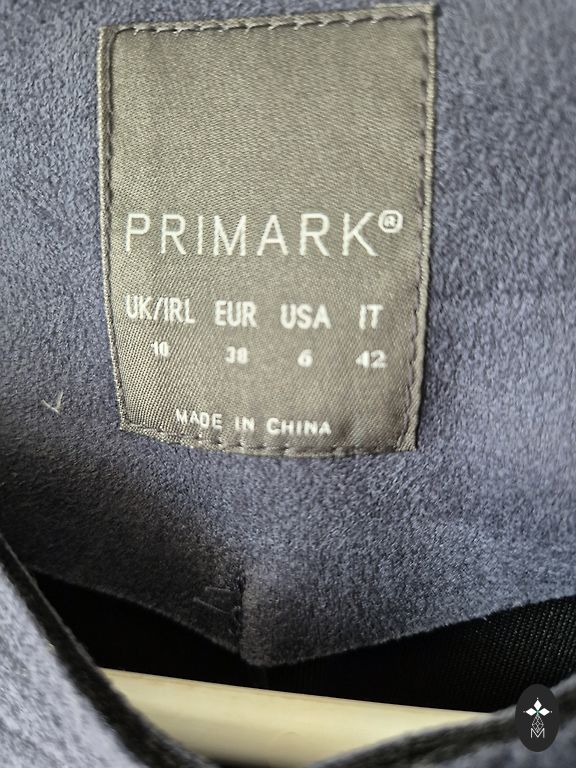 PRIMARK®
UK/IRL EUR USA IT
10 38 6 42
MADE IN CHINA